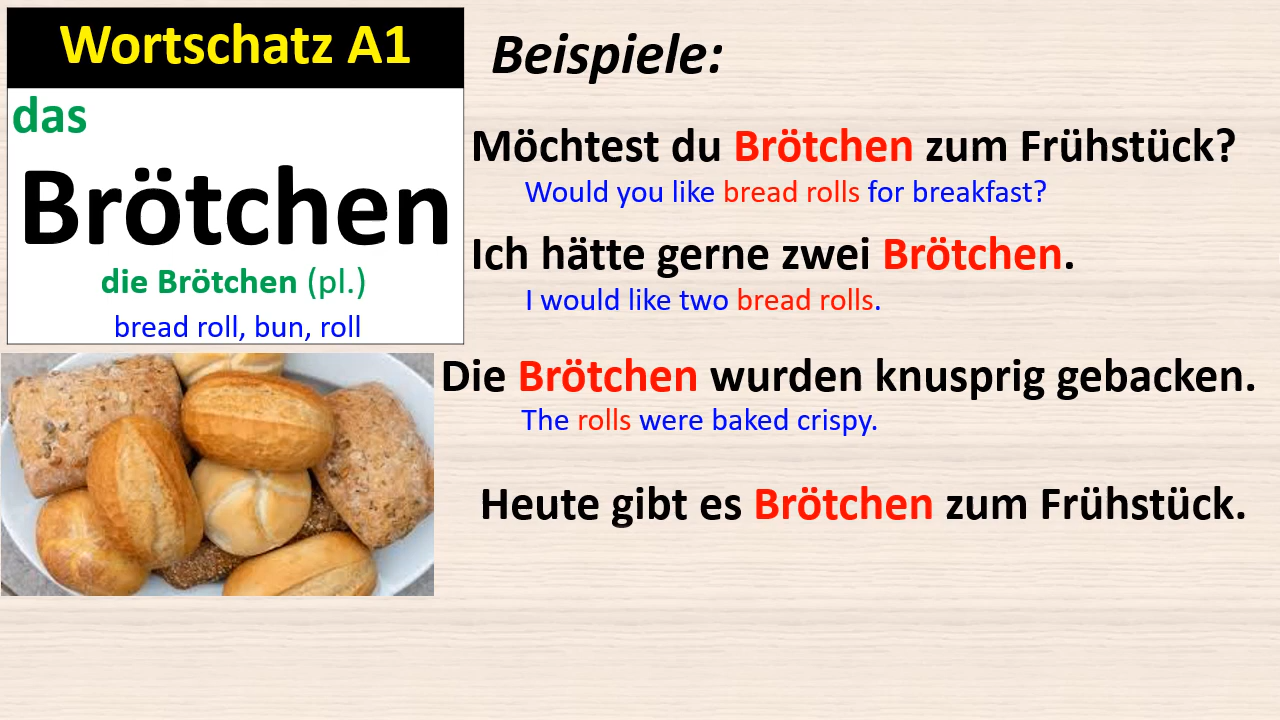 Wortschatz A1
das
Brötchen
die Brötchen (pl.)
bread roll, bun, roll
Beispiele:
Möchtest du Brötchen zum Frühstück?
Would you like bread rolls for breakfast?
Ich hätte gerne zwei Brötchen.
I would like two bread rolls.
Die Brötchen wurden knusprig gebacken.
The rolls were baked crispy.
Heute gibt es Brötchen zum Frühstück.